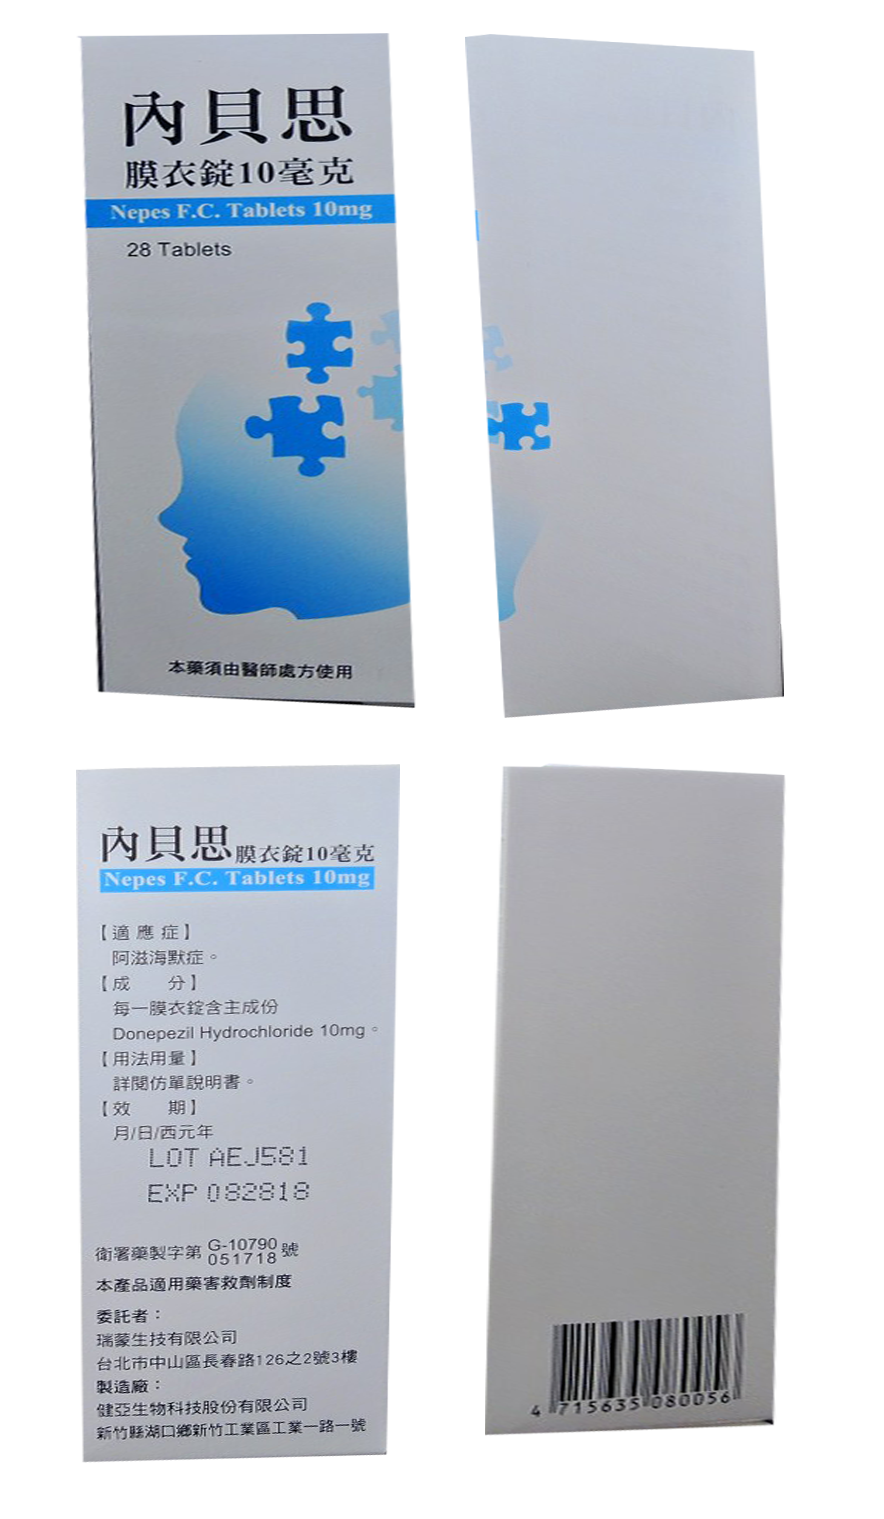 內貝思
膜衣錠10毫克
Nepes F.C. Tablets 10mg
28 Tablets
本藥須由醫師處方使用
內貝思膜衣錠10毫克
Nepes F.C. Tablets 10mg
【適應症】
阿滋海默症。
【成 分】
每一膜衣錠含主成份
Donepezil Hydrochloride 10mg。
【用法用量】
詳閱仿單說明書。
【效 期】
月/日/西元年
LOT AEJ581
EXP 082818
衛署藥製字第 G-10790 號
051718
本產品適用藥害救劑制度
委託者：
瑞蒙生技有限公司
台北市中山區長春路126之2號3樓
製造廠：
健亞生物科技股份有限公司
新竹縣湖口鄉新竹工業區工業一路一號
4 715635 080056